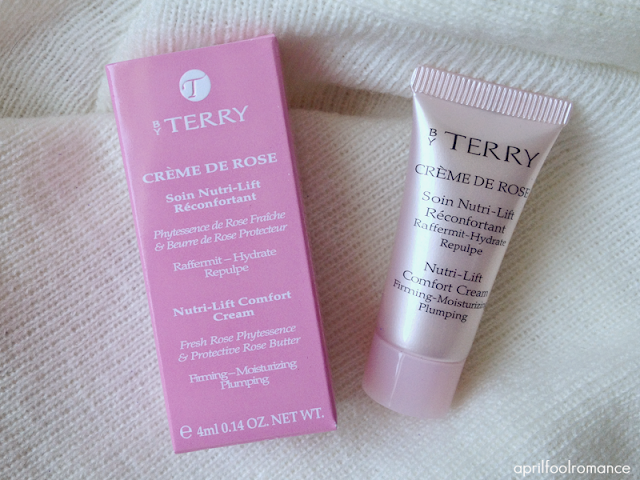 T
BY TERRY
CRÈME DE ROSE
Soin Nutri-Lift
Réconfortant
Phytessence de Rose Fraîche
& Beurre de Rose Protecteur
Raffermit – Hydrate
Repulpe
Nutri-Lift Comfort
Cream
Fresh Rose Phytessence
& Protective Rose Butter
Firming – Moisturizing
Plumping
℮ 4ml 0.14 OZ. NET WT.
BY TERRY
CRÈME DE ROSE
Soin Nutri-Lift
Réconfortant
Raffermit-Hydrate
Repulpe
Nutri-Lift
Comfort Cream
Firming-Moisturizing
Plumping
aprilfoolromance